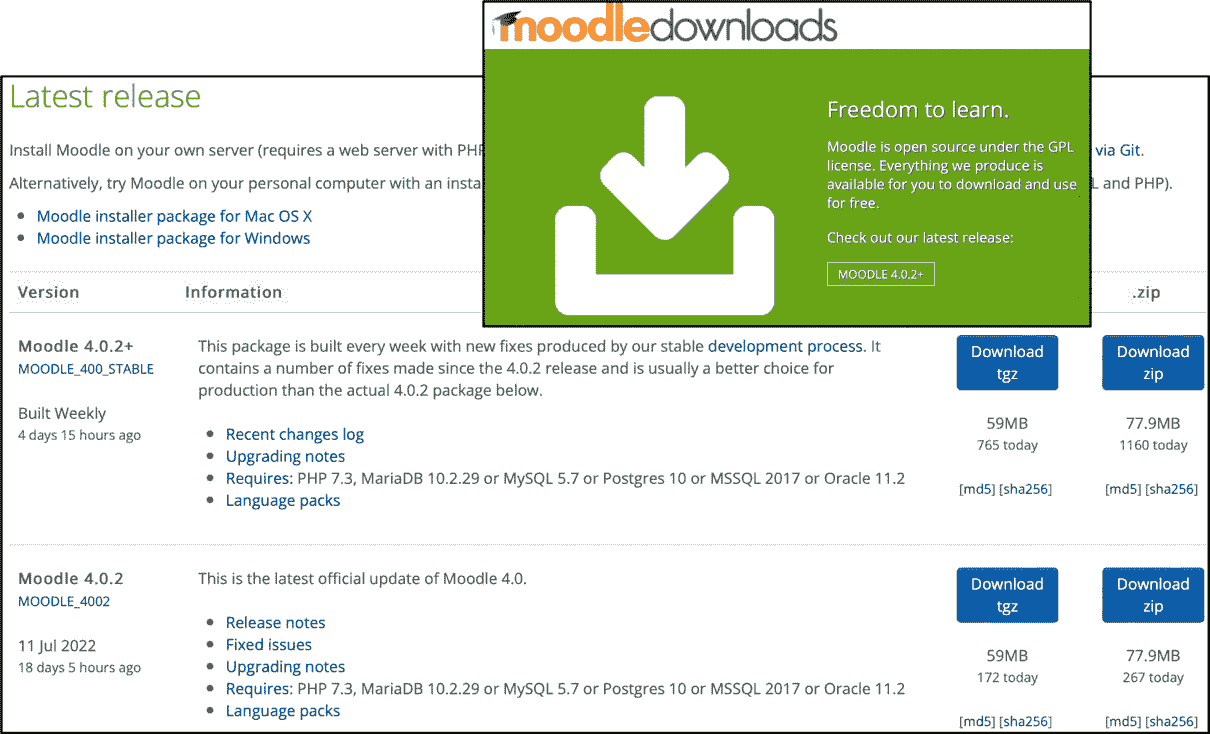 moodledownloads
Freedom to learn.
Moodle is open source under the GPL
license. Everything we produce is
available for you to download and use
for free.
Check out our latest release:
MOODLE 4.0.2+
Latest release
Install Moodle on your own server (requires a web server with PHP
via Git.
Alternatively, try Moodle on your personal computer with an insta
L and PHP).
Moodle installer package for Mac OS X
Moodle installer package for Windows
Version Information .zip
Moodle 4.0.2+
MOODLE_400_STABLE
Built Weekly
4 days 15 hours ago
This package is built every week with new fixes produced by our stable development process. It
contains a number of fixes made since the 4.0.2 release and is usually a better choice for
production than the actual 4.0.2 package below.
Recent changes log
Upgrading notes
Requires: PHP 7.3, MariaDB 10.2.29 or MySQL 5.7 or Postgres 10 or MSSQL 2017 or Oracle 11.2
Language packs
Download
tgz
59MB
765 today
[md5] [sha256]
Download
zip
77.9MB
1160 today
[md5] [sha256]
Moodle 4.0.2
MOODLE_4002
11 Jul 2022
18 days 5 hours ago
This is the latest official update of Moodle 4.0.
Release notes
Fixed issues
Upgrading notes
Requires: PHP 7.3, MariaDB 10.2.29 or MySQL 5.7 or Postgres 10 or MSSQL 2017 or Oracle 11.2
Language packs
Download
tgz
59MB
172 today
[md5] [sha256]
Download
zip
77.9MB
267 today
[md5] [sha256]